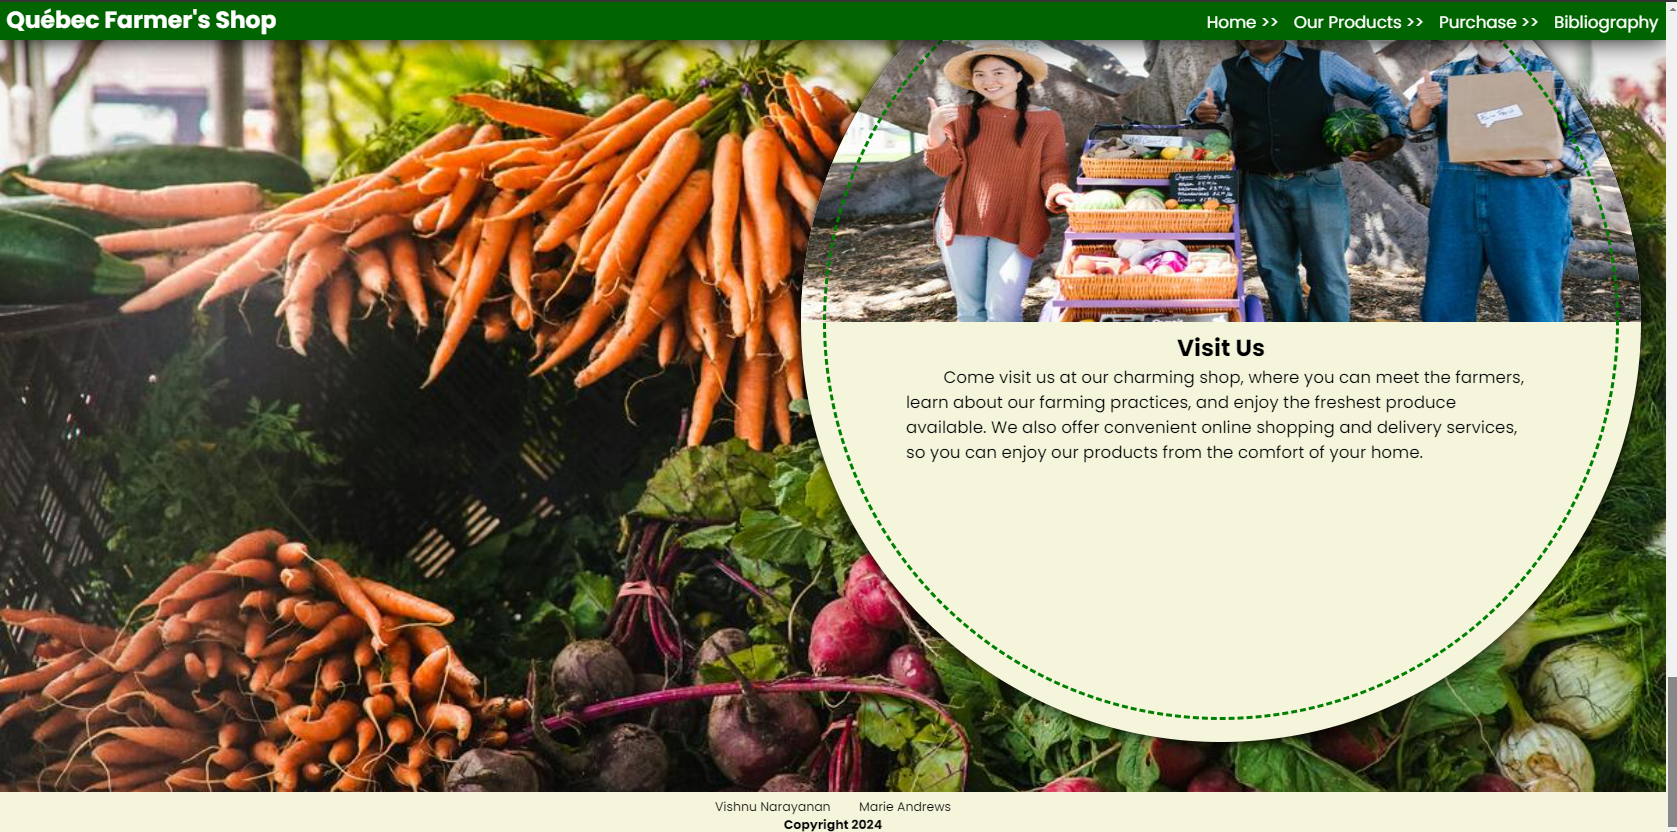 Québec Farmer's Shop
Home >> Our Products >> Purchase >> Bibliography
Visit Us
Come visit us at our charming shop, where you can meet the farmers,
learn about our farming practices, and enjoy the freshest produce
available. We also offer convenient online shopping and delivery services,
so you can enjoy our products from the comfort of your home.
Vishnu Narayanan Marie Andrews
Copyright 2024